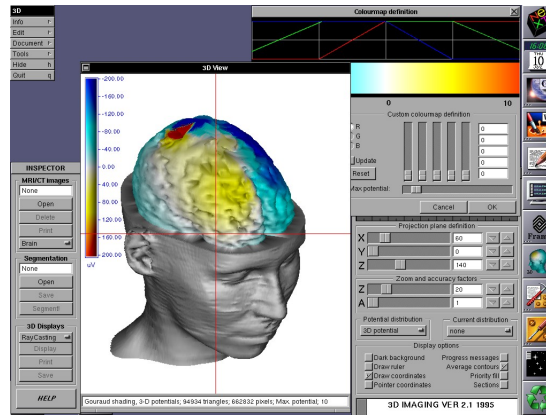 3D
Info r
Edit r
Document r
Tools r
Hide h
Quit q
Colourmap definition
16:06
THU
10
3D View
-200.00
-160.00
-120.00
-80.00
-40.00
0.00
40.00
80.00
120.00
160.00
200.00
uV
0 10
Custom colourmap definition
R
G
B
0
0
0
0
0
Update
Reset
Max potential:
Cancel OK
INSPECTOR
MRI/CT images
None
Open
Delete
Print
Brain
Segmentation
None
Open
Save
Segment!
3D Displays
RayCasting
Display
Print
Save
HELP
Projection plane definition
X 60
Y 0
Z 140
Zoom and accuracy factors
Z 20
A 1
Potential distribution Current distribution
3D potential none
Display options
Dark background Progress messages
Draw ruler Average contours
Draw coordinates Priority fill
Pointer coordinates Sections
Gouraud shading, 3-D potentials; 94934 triangles; 662832 pixels; Max. potential; 10
3D IMAGING VER 2.1 1995